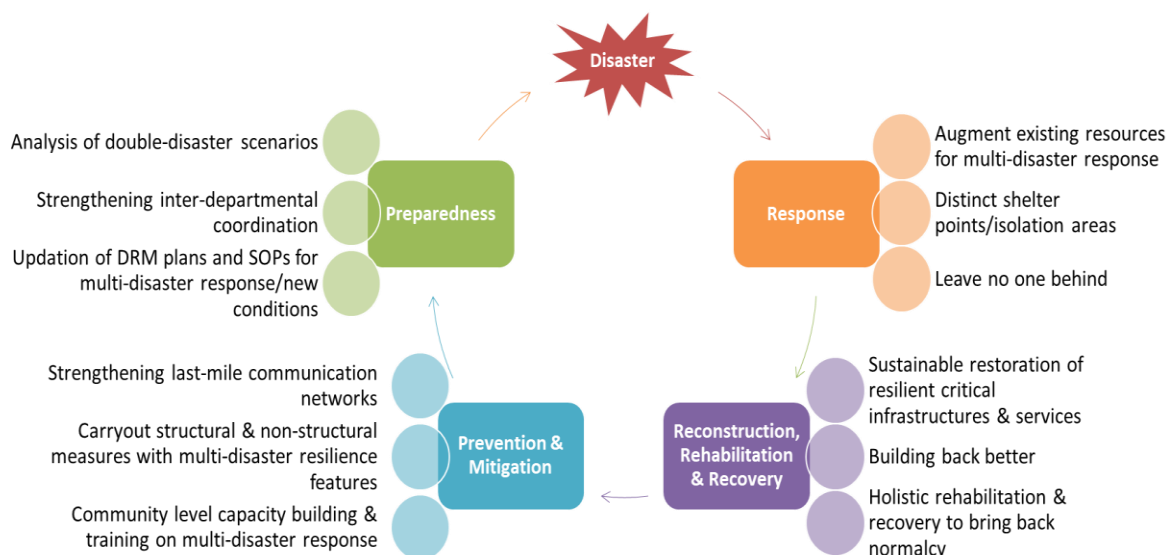 Disaster
Analysis of double-disaster scenarios
Strengthening inter-departmental
coordination
Updation of DRM plans and SOPs for
multi-disaster response/new
conditions
Preparedness
Response
Augment existing resources
for multi-disaster response
Distinct shelter
points/isolation areas
Leave no one behind
Strengthening last-mile communication
networks
Carryout structural & non-structural
measures with multi-disaster resilience
features
Community level capacity building &
training on multi-disaster response
Prevention &
Mitigation
Reconstruction,
Rehabilitation
& Recovery
Sustainable restoration of
resilient critical
infrastructures & services
Building back better
Holistic rehabilitation &
recovery to bring back
normalcy